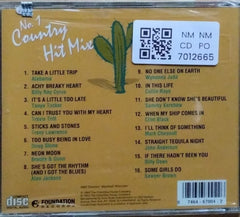 No. 1
Country
Hit Mix
NM NM
CD PO
7012665
1. TAKE A LITTLE TRIP
Alabama
2. ACHY BREAKY HEART
Billy Ray Cyrus
3. IT'S A LITTLE TOO LATE
Tanya Tucker
4. CAN I TRUST YOU WITH MY HEART
Travis Tritt
5. STICKS AND STONES
Tracy Lawrence
6. TOO BUSY BEING IN LOVE
Doug Stone
7. NEON MOON
Brooks & Dunn
8. SHE'S GOT THE RHYTHM
(AND I GOT THE BLUES)
Alan Jackson
9. NO ONE ELSE ON EARTH
Wynonna Judd
10. IN THIS LIFE
Collin Raye
11. SHE DON'T KNOW SHE'S BEAUTIFUL
Sammy Kershaw
12. WHEN MY SHIP COMES IN
Clint Black
13. I'LL THINK OF SOMETHING
Mark Chesnutt
14. STRAIGHT TEQUILA NIGHT
John Anderson
15. IF THERE HADN'T BEEN YOU
Billy Dean
16. SOME GIRLS DO
Sawyer Brown
disc
FOUNDATION